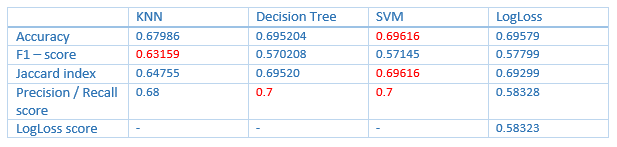 KNN Decision Tree SVM LogLoss
Accuracy 0.67986 0.695204 0.69616 0.69579
F1 – score 0.63159 0.570208 0.57145 0.57799
Jaccard index 0.64755 0.69520 0.69616 0.69299
Precision / Recall score 0.68 0.7 0.7 0.58328
LogLoss score - - - 0.58323